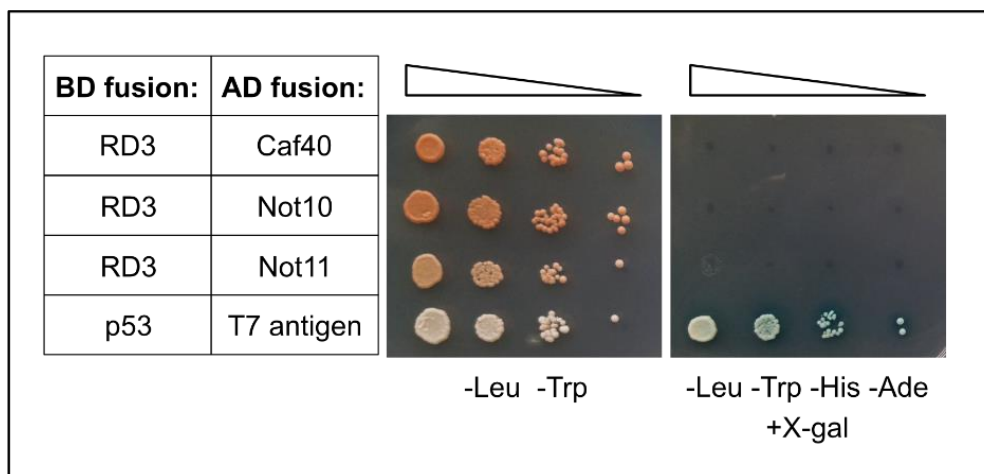 BD fusion: AD fusion:
RD3 Caf40
RD3 Not10
RD3 Not11
p53 T7 antigen
-Leu -Trp
-Leu -Trp -His -Ade
+X-gal